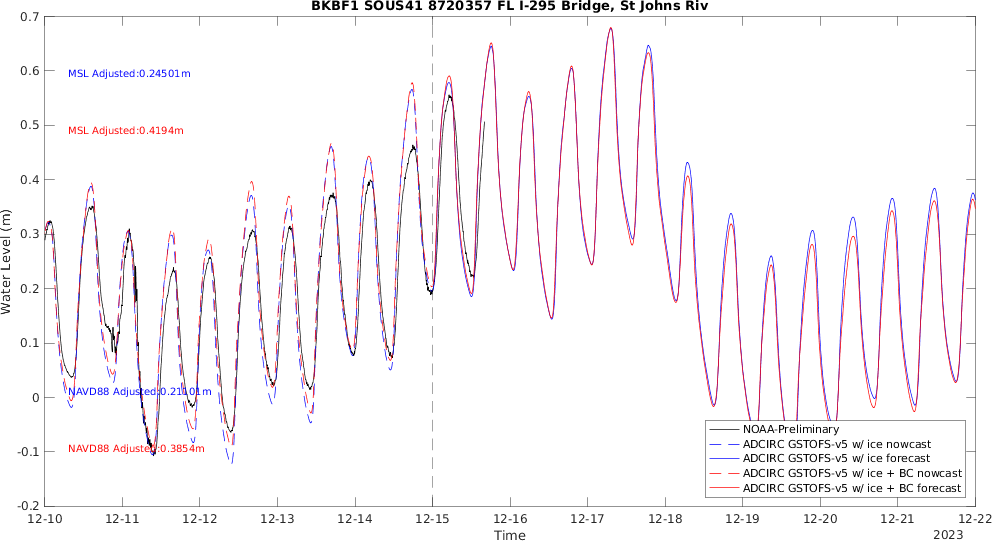 BKBF1 SOUS41 8720357 FL I-295 Bridge, St Johns Riv
0.7
0.6
0.5
0.4
0.3
0.2
0.1
0
-0.1
-0.2
Water Level (m)
MSL Adjusted:0.24501m
MSL Adjusted:0.4194m
NAVD88 Adjusted:0.21101m
NAVD88 Adjusted:0.3854m
NOAA-Preliminary
ADCIRC GSTOFS-v5 w/ ice nowcast
ADCIRC GSTOFS-v5 w/ ice forecast
ADCIRC GSTOFS-v5 w/ ice + BC nowcast
ADCIRC GSTOFS-v5 w/ ice + BC forecast
12-10 12-11 12-12 12-13 12-14 12-15 12-16 12-17 12-18 12-19 12-20 12-21 12-22
Time
2023